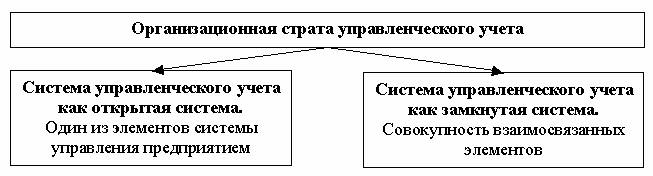 Организационная страта управленческого учета
Система управленческого учета
как открытая система.
Один из элементов системы
управления предприятием
Система управленческого учета
как замкнутая система.
Совокупность взаимосвязанных
элементов